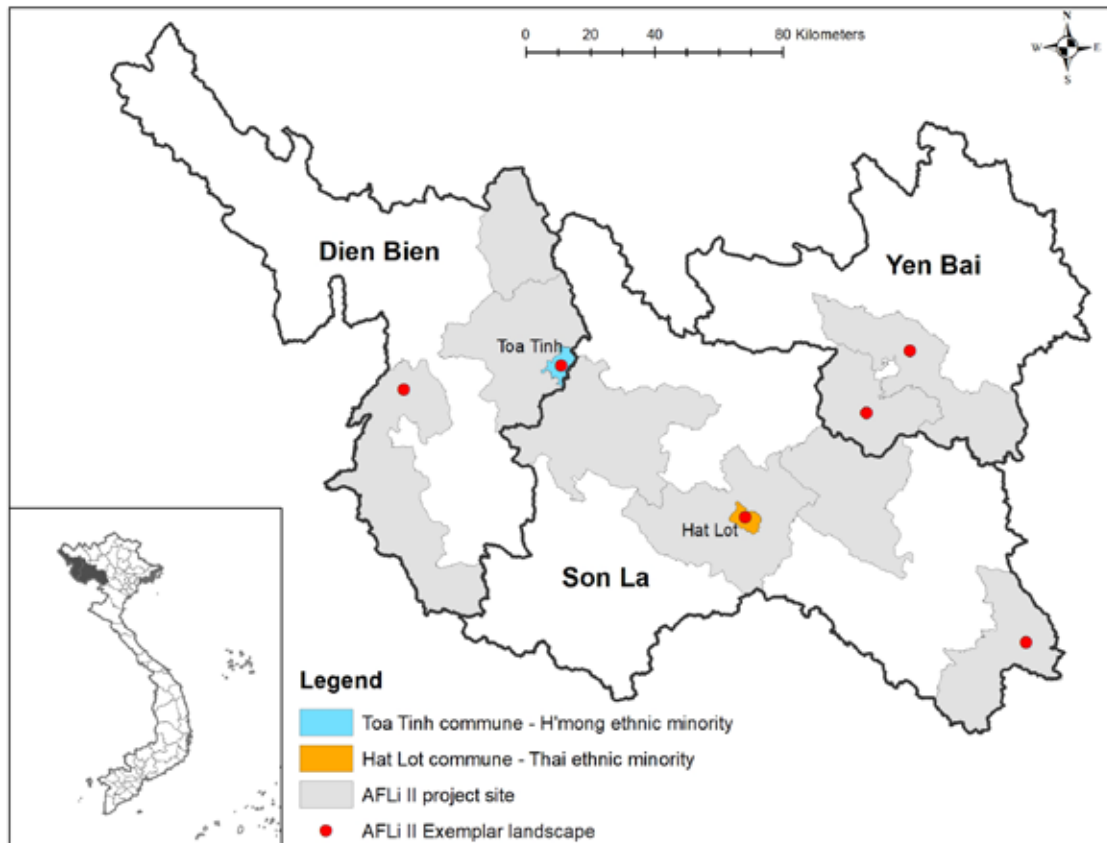 N
W E
S
0 20 40 80 Kilometers
Dien Bien
Yen Bai
Toa Tinh
Hat Lot
Son La
Legend
Toa Tinh commune - H'mong ethnic minority
Hat Lot commune - Thai ethnic minority
AFLi II project site
AFLi II Exemplar landscape